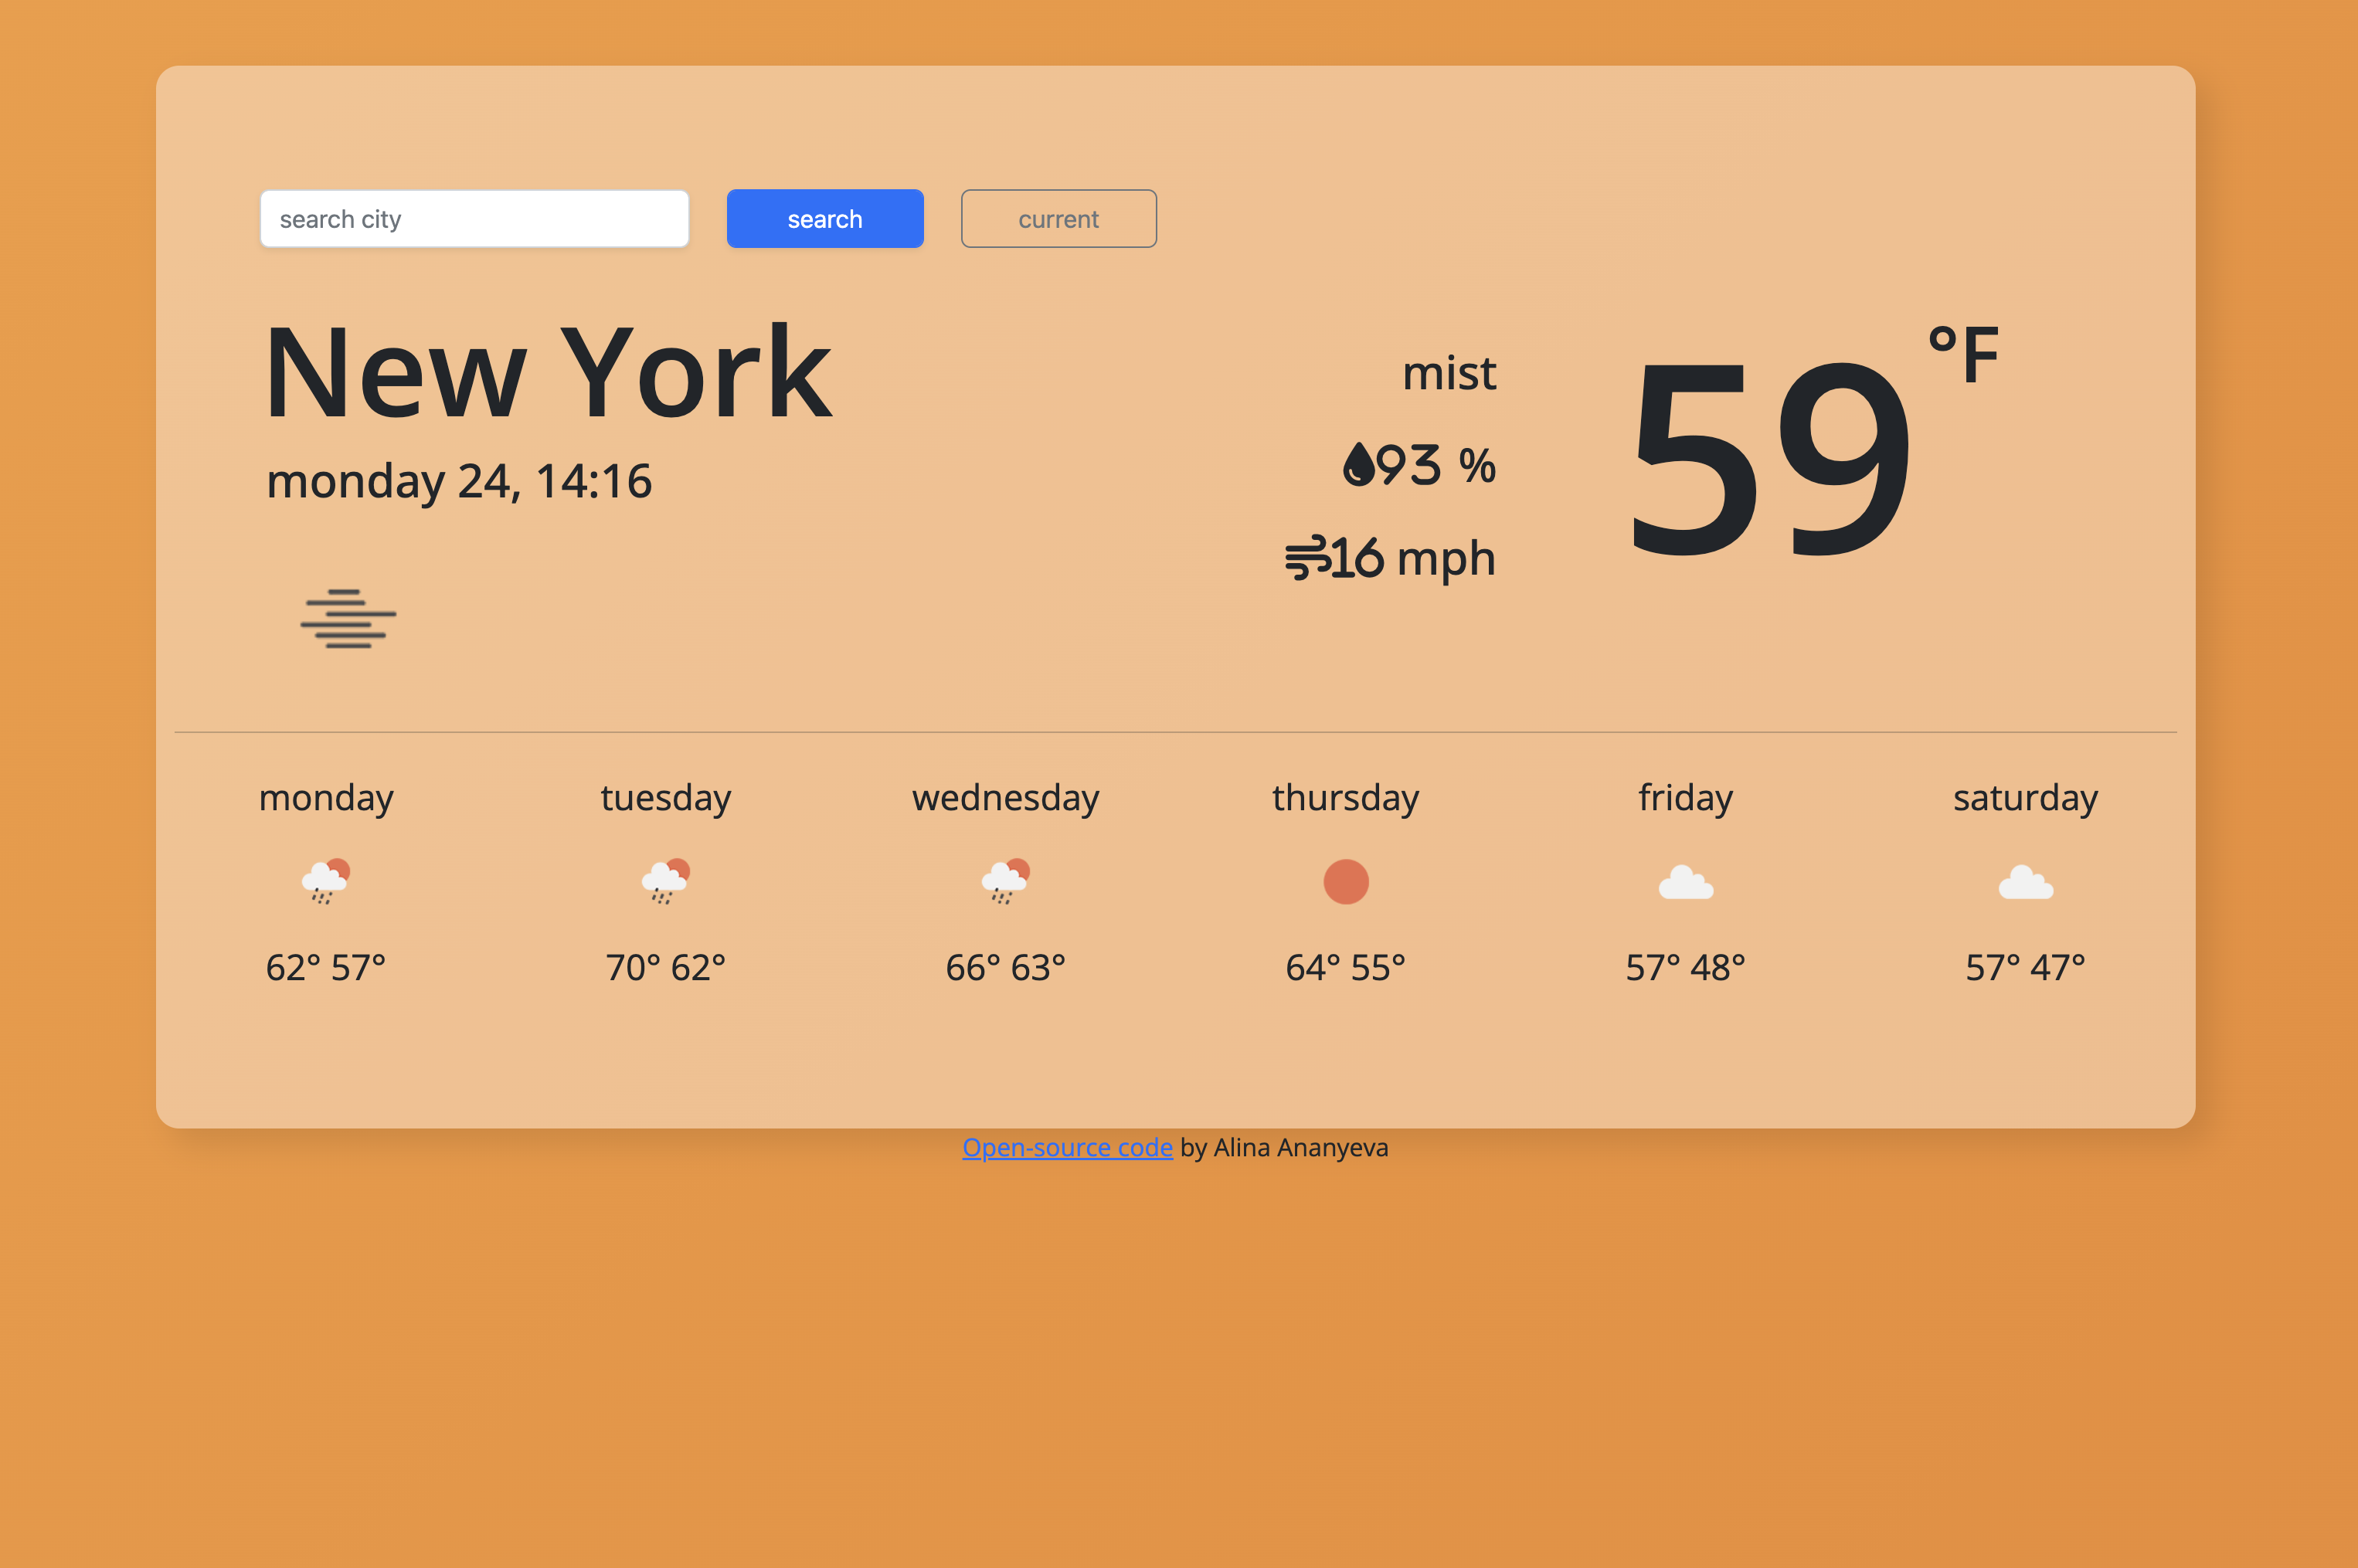 search city
search
current
New York
monday 24, 14:16
mist
93 %
16 mph
59 °F
monday tuesday wednesday thursday friday saturday
62° 57° 70° 62° 66° 63° 64° 55° 57° 48° 57° 47°
Open-source code by Alina Ananyeva